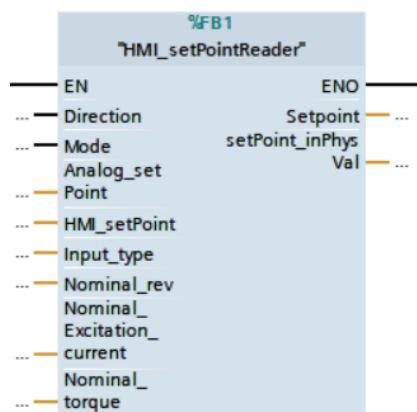 %FB1
"HMI_setPointReader"
EN ENO
... Direction Setpoint ...
... Mode setPoint_inPhys
Analog_set Val ...
... Point
... HMI_setPoint
... Input_type
... Nominal_rev
Nominal_
Excitation_
... current
Nominal_
... torque